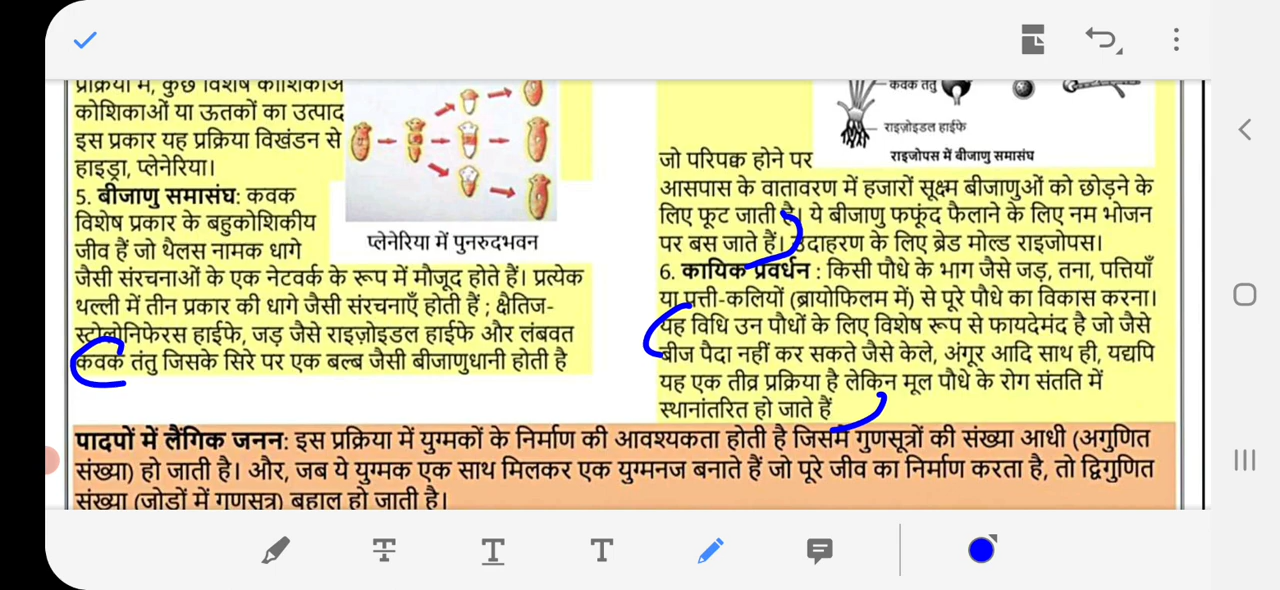 प्रक्रिया में, कुछ विशेष कोशिकाओं
कोशिकाओं या ऊतकों का उत्पाद
इस प्रकार यह प्रक्रिया विखंडन से
हाइड्रा, प्लेनेरिया।
5. बीजाणु समासंघ: कवक
विशेष प्रकार के बहुकोशिकीय
जीव हैं जो थैलस नामक धागे
प्लेनेरिया में पुनरुदभवन
जैसी संरचनाओं के एक नेटवर्क के रूप में मौजूद होते हैं। प्रत्येक
थल्ली में तीन प्रकार की धागे जैसी संरचनाएँ होती हैं ; क्षैतिज-
स्टोलोनिफेरस हाईफे, जड़ जैसे राइज़ोइडल हाईफे और लंबवत
कवक तंतु जिसके सिरे पर एक बल्ब जैसी बीजाणुधानी होती है
कवक तंतु
राइज़ोइडल हाईफे
राइजोपस में बीजाणु समासंघ
जो परिपक्व होने पर
आसपास के वातावरण में हजारों सूक्ष्म बीजाणुओं को छोड़ने के
लिए फूट जाती है। ये बीजाणु फफूंद फैलाने के लिए नम भोजन
पर बस जाते हैं। उदाहरण के लिए ब्रेड मोल्ड राइजोपस।
6. कायिक प्रवर्धन : किसी पौधे के भाग जैसे जड़, तना, पत्तियाँ
या पत्ती-कलियों (ब्रायोफिलम में) से पूरे पौधे का विकास करना।
यह विधि उन पौधों के लिए विशेष रूप से फायदेमंद है जो जैसे
बीज पैदा नहीं कर सकते जैसे केले, अंगूर आदि साथ ही, यद्यपि
यह एक तीव्र प्रक्रिया है लेकिन मूल पौधे के रोग संतति में
स्थानांतरित हो जाते हैं
पादपों में लैंगिक जनन: इस प्रक्रिया में युग्मकों के निर्माण की आवश्यकता होती है जिसमें गुणसूत्रों की संख्या आधी (अगुणित
संख्या) हो जाती है। और, जब ये युग्मक एक साथ मिलकर एक युग्मनज बनाते हैं जो पूरे जीव का निर्माण करता है, तो द्विगुणित
संख्या (जोड़ों में गुणसूत्र) बहाल हो जाती है।